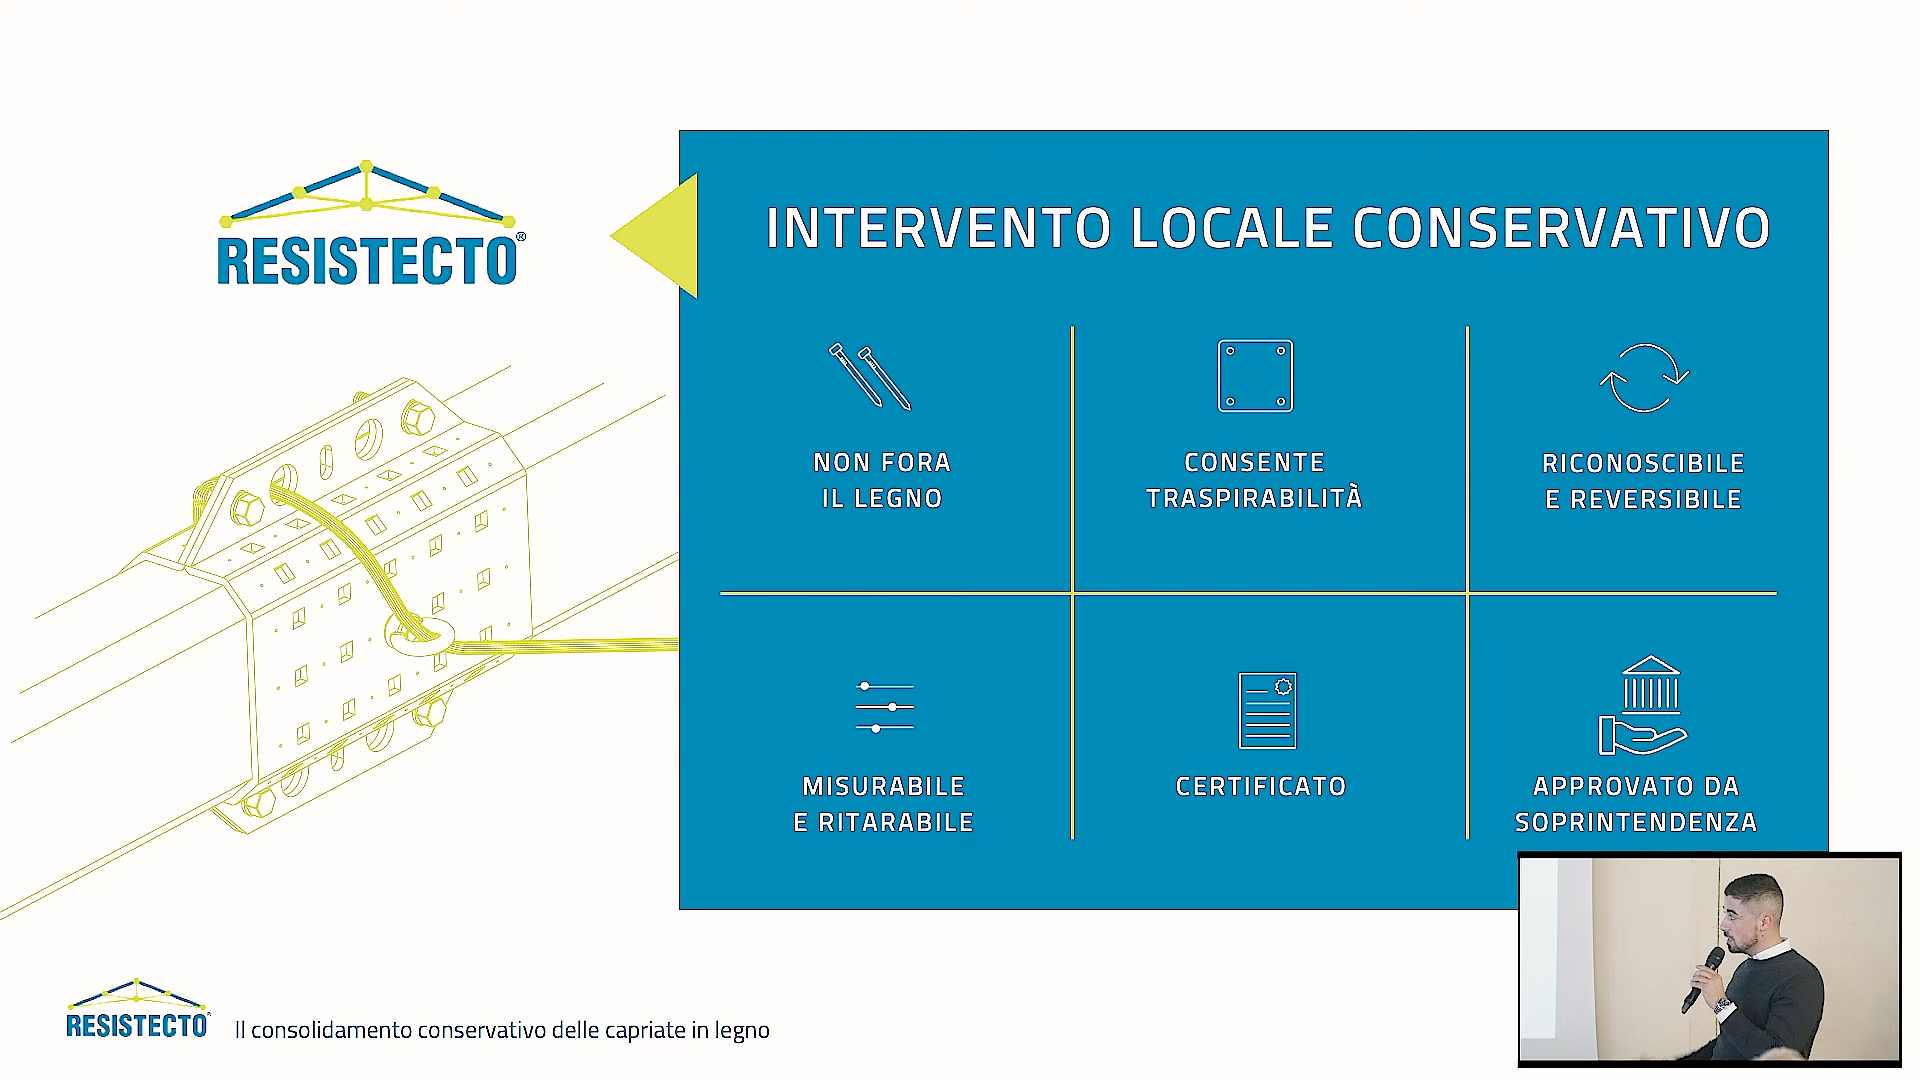 RESISTECTO®
INTERVENTO LOCALE CONSERVATIVO
NON FORA
IL LEGNO
CONSENTE
TRASPIRABILITÀ
RICONOSCIBILE
E REVERSIBILE
MISURABILE
E RITARABILE
CERTIFICATO
APPROVATO DA
SOPRINTENDENZA
RESISTECTO®
Il consolidamento conservativo delle capriate in legno